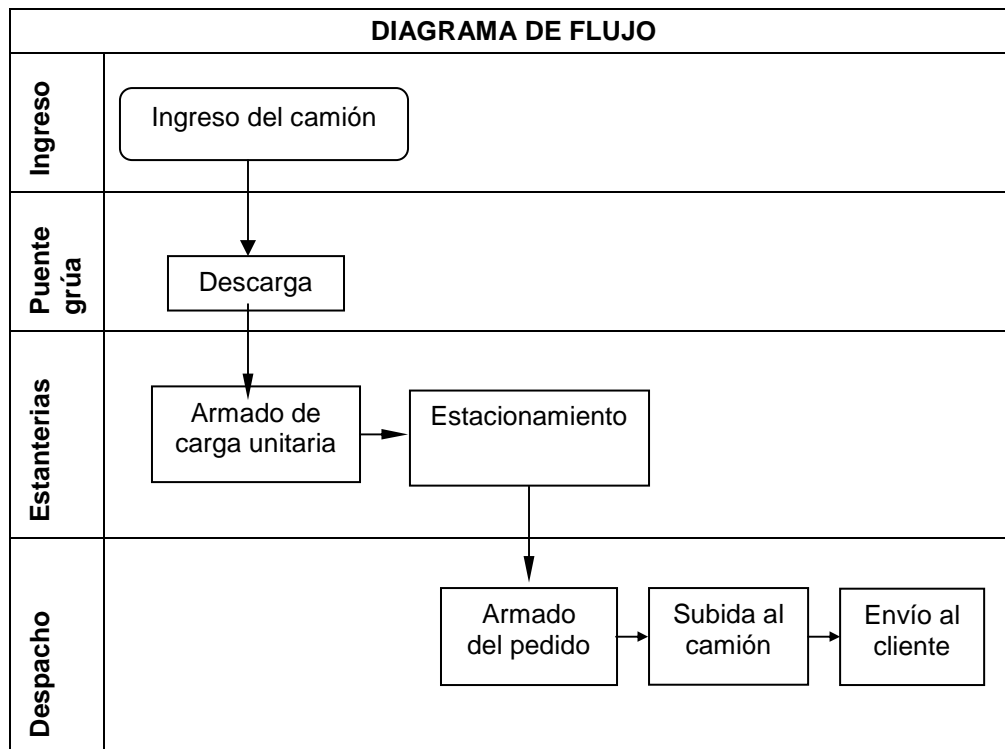 DIAGRAMA DE FLUJO
Ingreso
Ingreso del camión
Puente
grúa
Descarga
Estanterias
Armado de
carga unitaria
Estacionamiento
Despacho
Armado
del pedido
Subida al
camión
Envío al
cliente